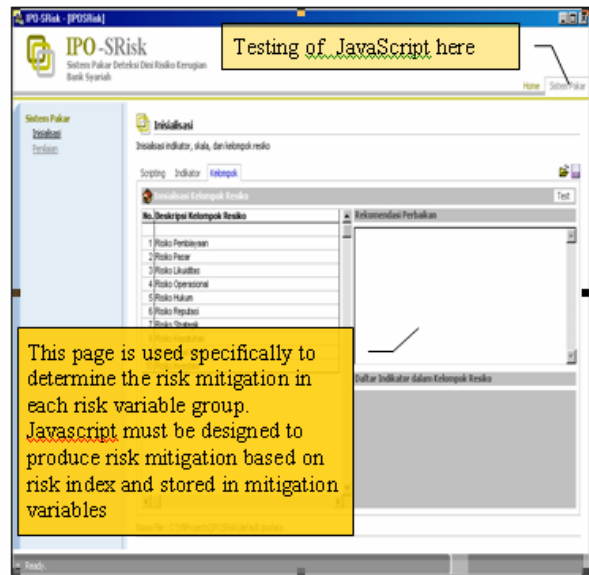 IPO-SRisk - [IPOSRisk]
IPO-SRisk
Sistem Pakar Deteksi Dini Risiko Kerugian
Bank Syariah
Testing of JavaScript here
Home Sistem Pakar
Sistem Pakar
Inisialisasi
Penilaian
Inisialisasi
Inisialisasi indikator, skala, dan kelompok resiko
Scripting Indikator Kelompok
Inisialisasi Kelompok Resiko
Test
No. Deskripsi Kelompok Resiko
Rekomendasi Perbaikan
1 Risiko Pembiayaan
2 Risiko Pasar
3 Risiko Likuiditas
4 Risiko Operasional
5 Risiko Hukum
6 Risiko Reputasi
7 Risiko Strategik
This page is used specifically to
determine the risk mitigation in
each risk variable group.
Javascript must be designed to
produce risk mitigation based on
risk index and stored in mitigation
variables
Daftar Indikator dalam Kelompok Resiko
Ready.